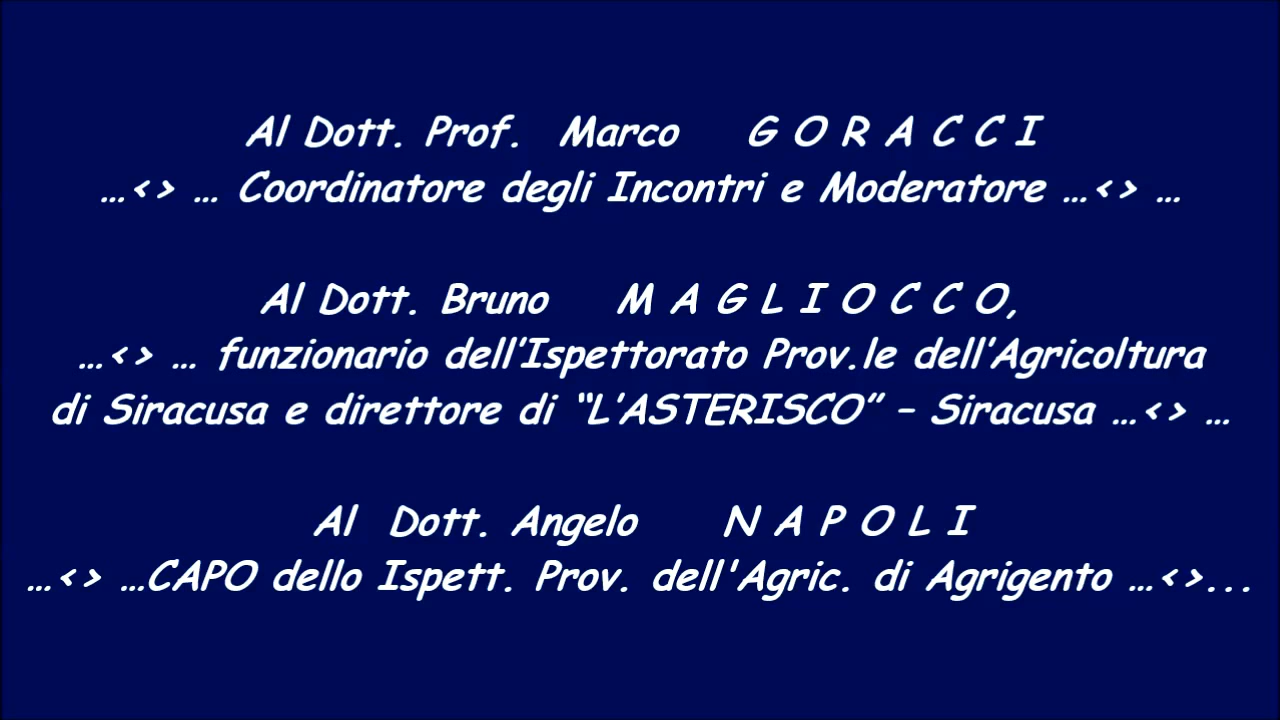 Al Dott. Prof. Marco G O R A C C I
…<> … Coordinatore degli Incontri e Moderatore …<> …
Al Dott. Bruno M A G L I O C C O,
…<> … funzionario dell’Ispettorato Prov.le dell’Agricoltura
di Siracusa e direttore di “L’ASTERISCO” – Siracusa …<> …
Al Dott. Angelo N A P O L I
…<> …CAPO dello Ispett. Prov. dell'Agric. di Agrigento …<>...